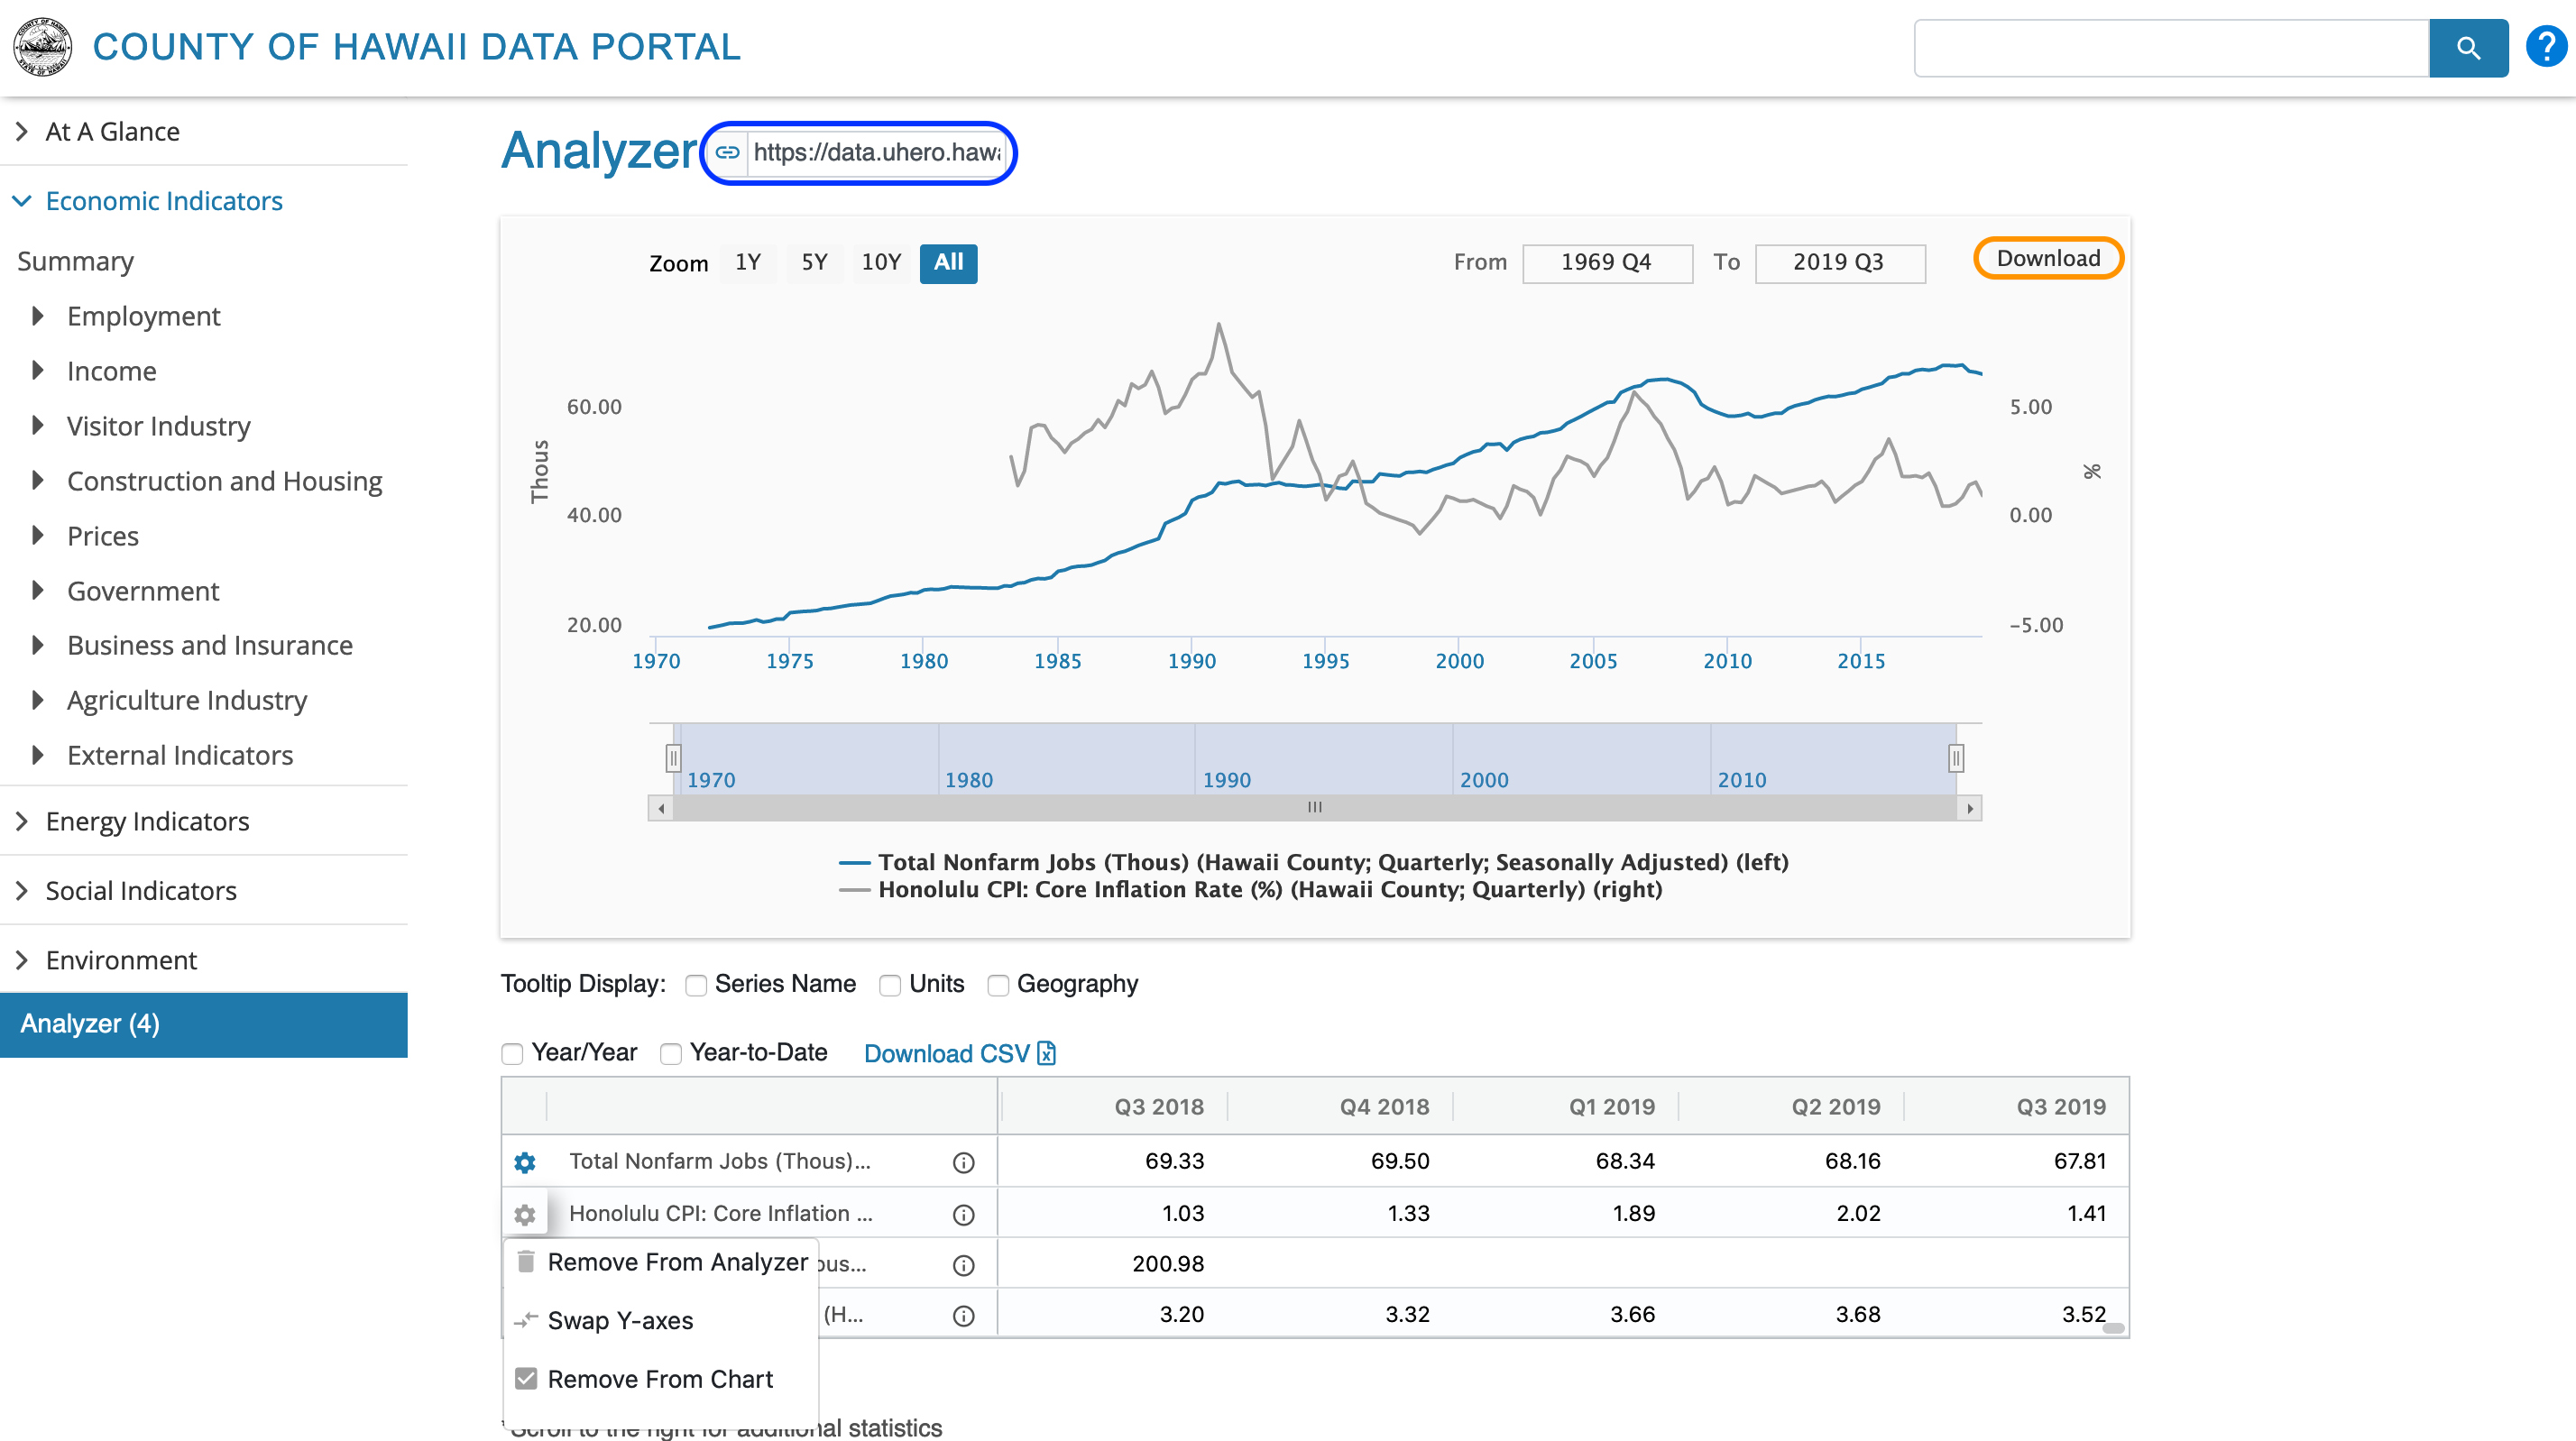 COUNTY OF HAWAII DATA PORTAL
?
At A Glance
Economic Indicators
Summary
Employment
Income
Visitor Industry
Construction and Housing
Prices
Government
Business and Insurance
Agriculture Industry
External Indicators
Energy Indicators
Social Indicators
Environment
Analyzer (4)
Analyzer https://data.uhero.haw
Zoom 1Y 5Y 10Y All From 1969 Q4 To 2019 Q3 Download
60.00
40.00
20.00
Thous
5.00
0.00
-5.00
%
1970 1975 1980 1985 1990 1995 2000 2005 2010 2015
1970 1980 1990 2000 2010
Total Nonfarm Jobs (Thous) (Hawaii County; Quarterly; Seasonally Adjusted) (left)
Honolulu CPI: Core Inflation Rate (%) (Hawaii County; Quarterly) (right)
Tooltip Display: Series Name Units Geography
Year/Year Year-to-Date Download CSV
Q3 2018 Q4 2018 Q1 2019 Q2 2019 Q3 2019
Total Nonfarm Jobs (Thous)... 69.33 69.50 68.34 68.16 67.81
Honolulu CPI: Core Inflation ... 1.03 1.33 1.89 2.02 1.41
Remove From Analyzer ous... 200.98
(H... 3.20 3.32 3.66 3.68 3.52
Swap Y-axes
Remove From Chart
*Scroll to the right for additional statistics